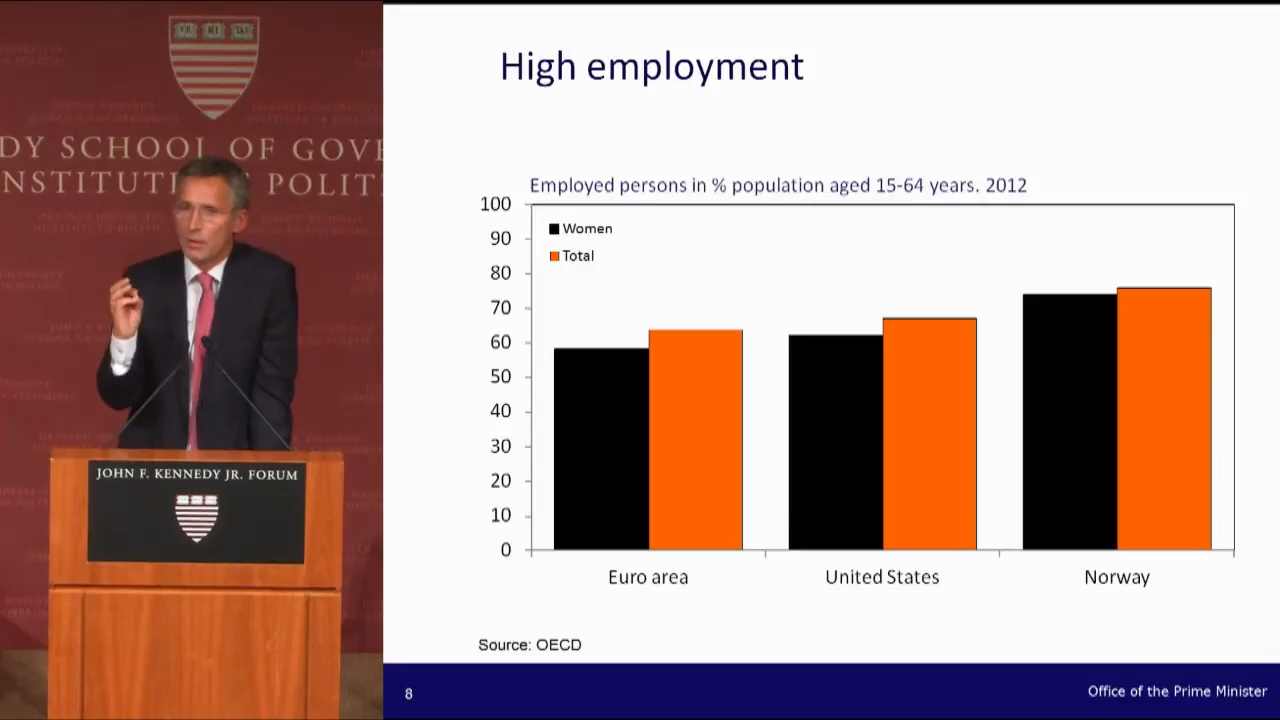 DY SCHOOL OF GOVE
NSTITUTE POLIT
JOHN F. KENNEDY JR. FORUM
High employment
Employed persons in % population aged 15-64 years. 2012
100
90
80
70
60
50
40
30
20
10
0
Women
Total
Euro area
United States
Norway
Source: OECD
8
Office of the Prime Minister